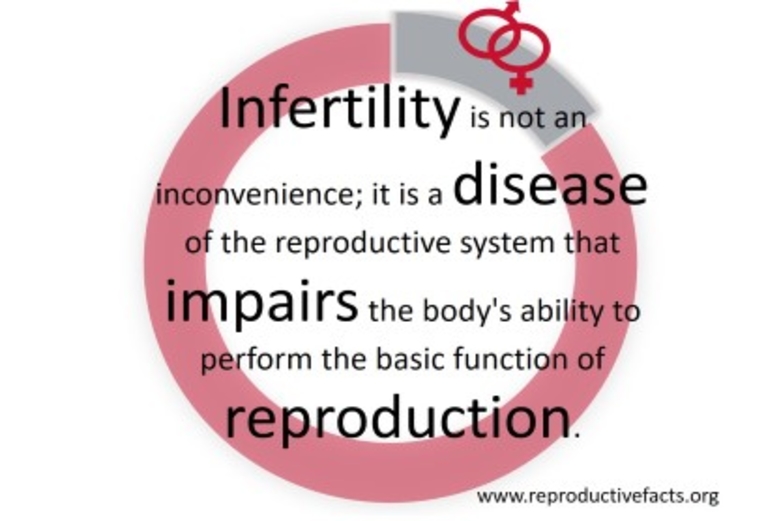 Infertility is not an
inconvenience; it is a disease
of the reproductive system that
impairs the body's ability to
perform the basic function of
reproduction.
www.reproductivefacts.org